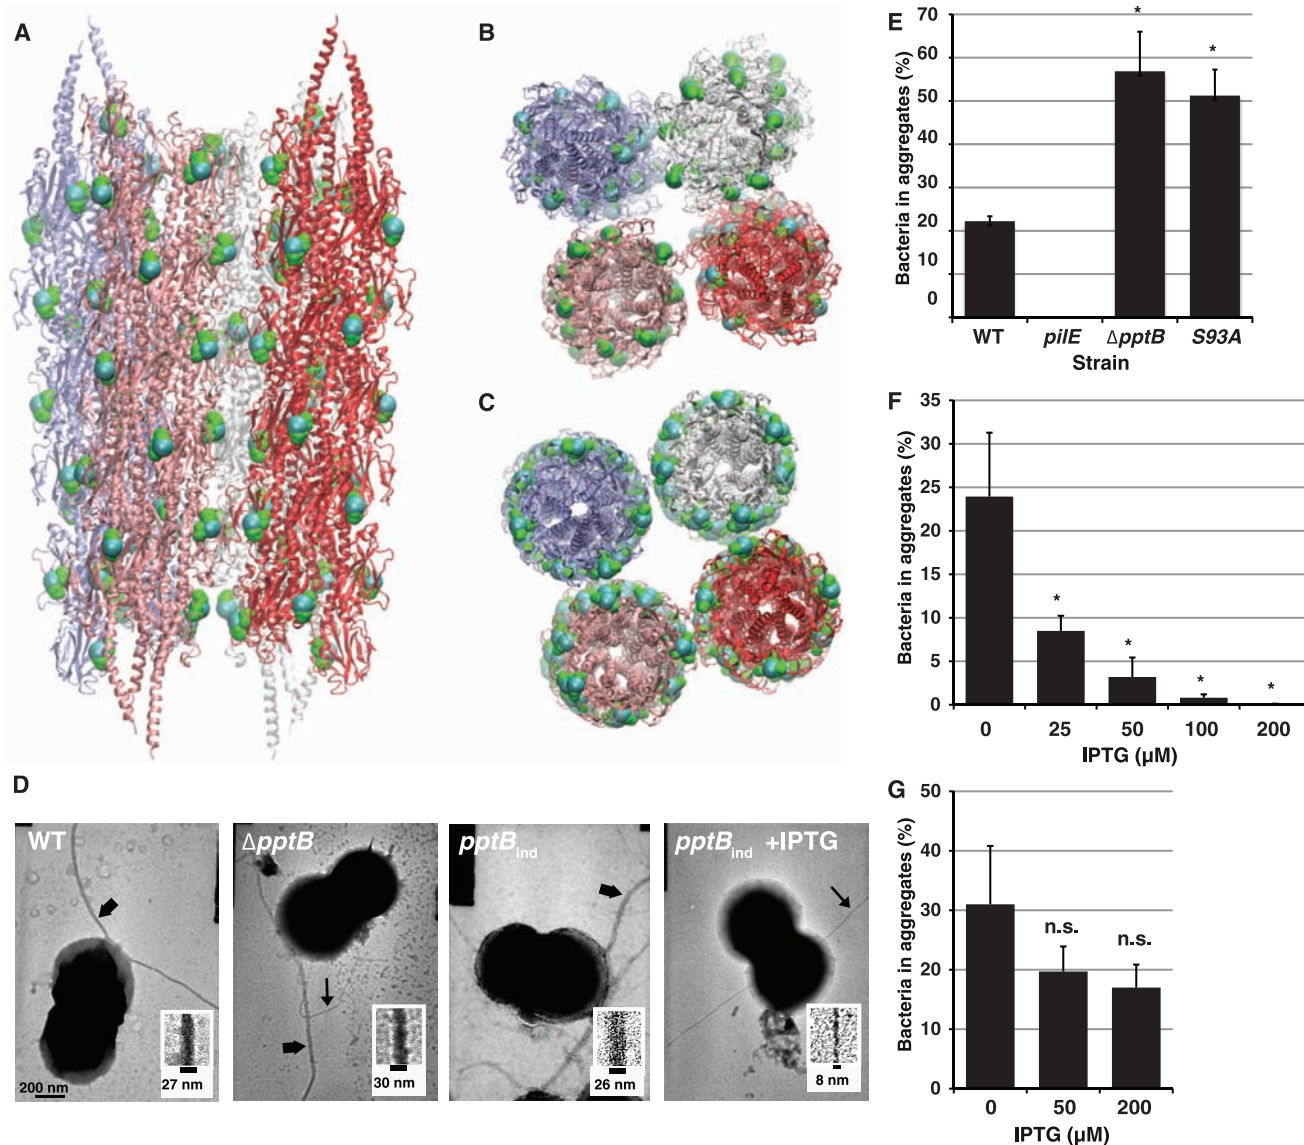 A
B
C
D
WT
200 nm
27 nm
ΔpptB
30 nm
pptBind
26 nm
pptBind +IPTG
8 nm
E
Bacteria in aggregates (%)
70
60
50
40
30
20
10
0
*
*
WT pilE ΔpptB S93A
Strain
F
Bacteria in aggregates (%)
35
30
25
20
15
10
5
0
*
*
*
*
0 25 50 100 200
IPTG (µM)
G
Bacteria in aggregates (%)
50
40
30
20
10
0
n.s.
n.s.
0 50 200
IPTG (µM)